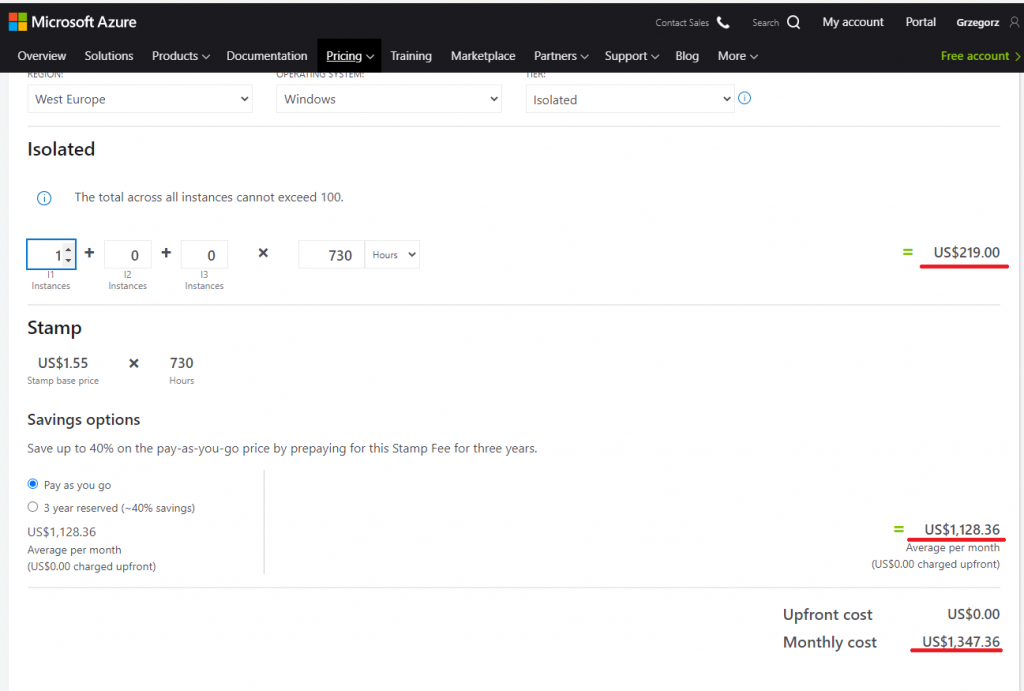 Microsoft Azure
Contact Sales Search My account Portal Grzegorz
Overview Solutions Products Documentation Pricing Training Marketplace Partners Support Blog More Free account
REGION: OPERATING SYSTEM: TIER:
West Europe Windows Isolated
Isolated
The total across all instances cannot exceed 100.
1 + 0 + 0 × 730 Hours = US$219.00
I1 I2 I3
Instances Instances Instances
Stamp
US$1.55 × 730
Stamp base price Hours
Savings options
Save up to 40% on the pay-as-you-go price by prepaying for this Stamp Fee for three years.
Pay as you go
3 year reserved (~40% savings)
US$1,128.36 = US$1,128.36
Average per month Average per month
(US$0.00 charged upfront) (US$0.00 charged upfront)
Upfront cost US$0.00
Monthly cost US$1,347.36